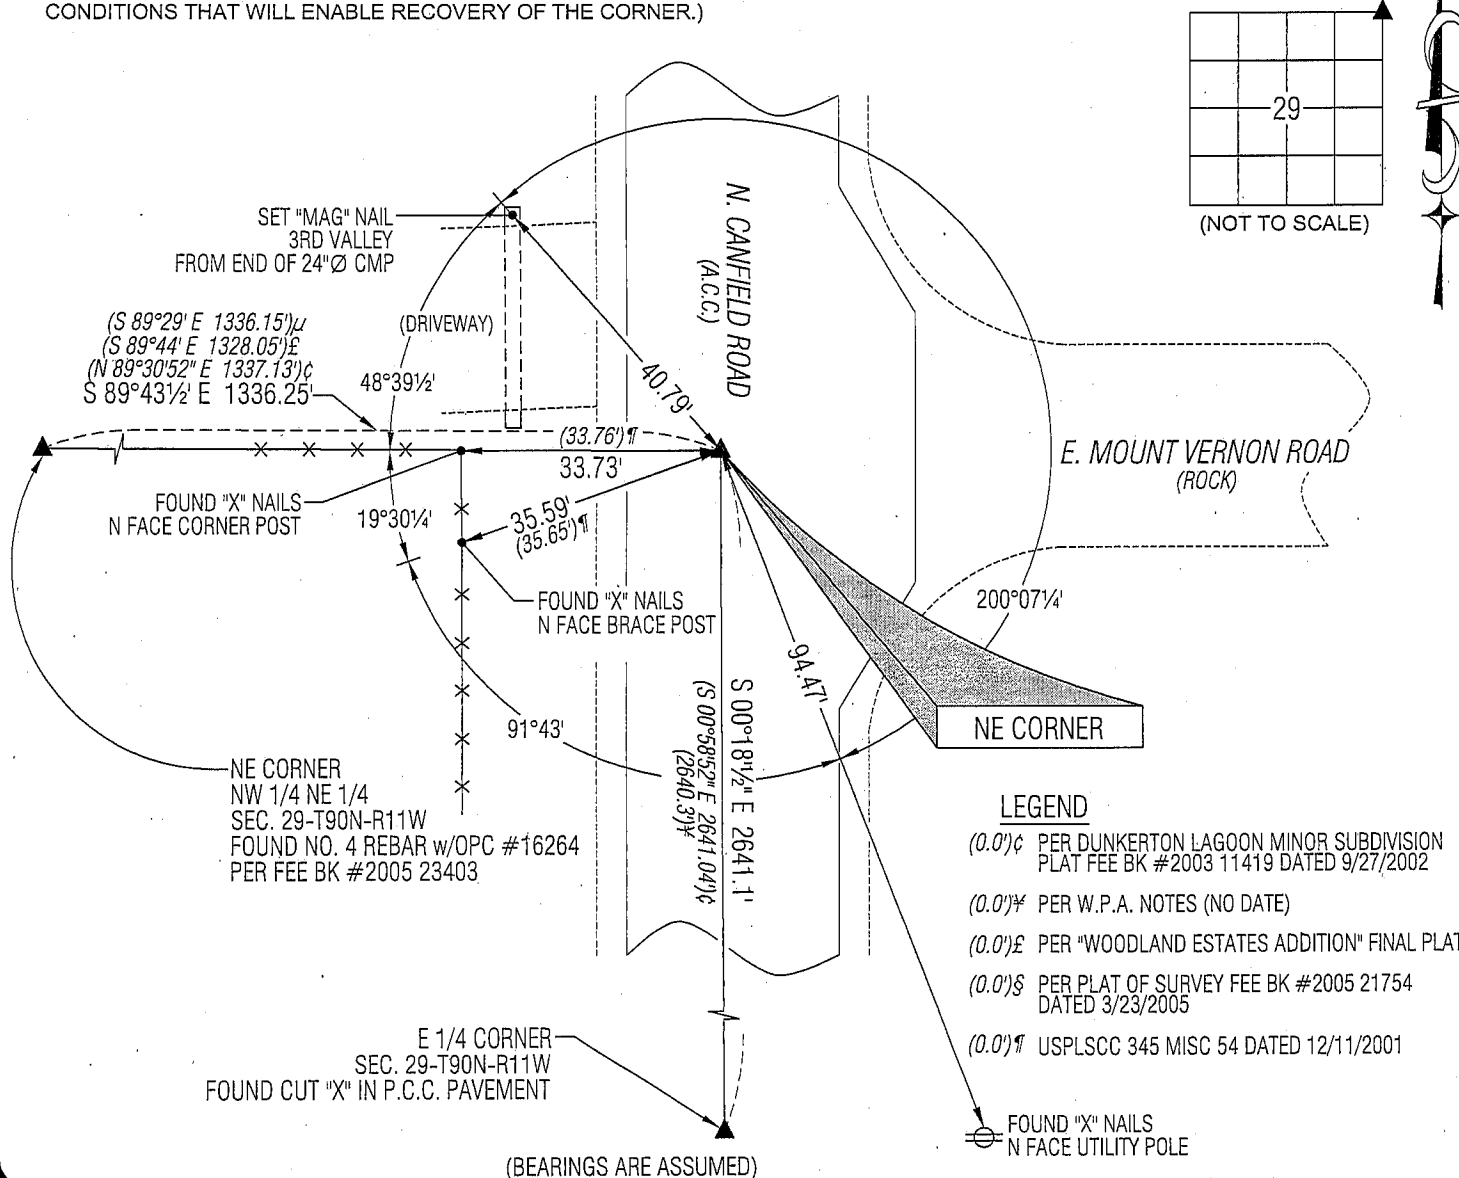 CONDITIONS THAT WILL ENABLE RECOVERY OF THE CORNER.)
29
(NOT TO SCALE)
SET "MAG" NAIL
3RD VALLEY
FROM END OF 24"Ø CMP
N. CANFIELD ROAD
(A.C.C.)
(DRIVEWAY)
(S 89°29' E 1336.15')µ
(S 89°44' E 1328.05')£
(N 89°30'52" E 1337.13')¢
S 89°43½' E 1336.25'
48°39½'
40.79'
(33.76')¶
33.73'
E. MOUNT VERNON ROAD
(ROCK)
FOUND "X" NAILS
N FACE CORNER POST
19°30¼'
35.59'
(35.65')¶
FOUND "X" NAILS
N FACE BRACE POST
200°07¼'
94.47'
91°43'
S 00°18'½" E 2641.1'
(S 00°58'52" E 2641.04')¢
(2640.3')¥
NE CORNER
NE CORNER
NW 1/4 NE 1/4
SEC. 29-T90N-R11W
FOUND NO. 4 REBAR w/OPC #16264
PER FEE BK #2005 23403
LEGEND
(0.0')¢ PER DUNKERTON LAGOON MINOR SUBDIVISION
PLAT FEE BK #2003 11419 DATED 9/27/2002
(0.0')¥ PER W.P.A. NOTES (NO DATE)
(0.0')£ PER "WOODLAND ESTATES ADDITION" FINAL PLAT
(0.0')§ PER PLAT OF SURVEY FEE BK #2005 21754
DATED 3/23/2005
(0.0')¶ USPLSCC 345 MISC 54 DATED 12/11/2001
E 1/4 CORNER
SEC. 29-T90N-R11W
FOUND CUT "X" IN P.C.C. PAVEMENT
FOUND "X" NAILS
N FACE UTILITY POLE
(BEARINGS ARE ASSUMED)